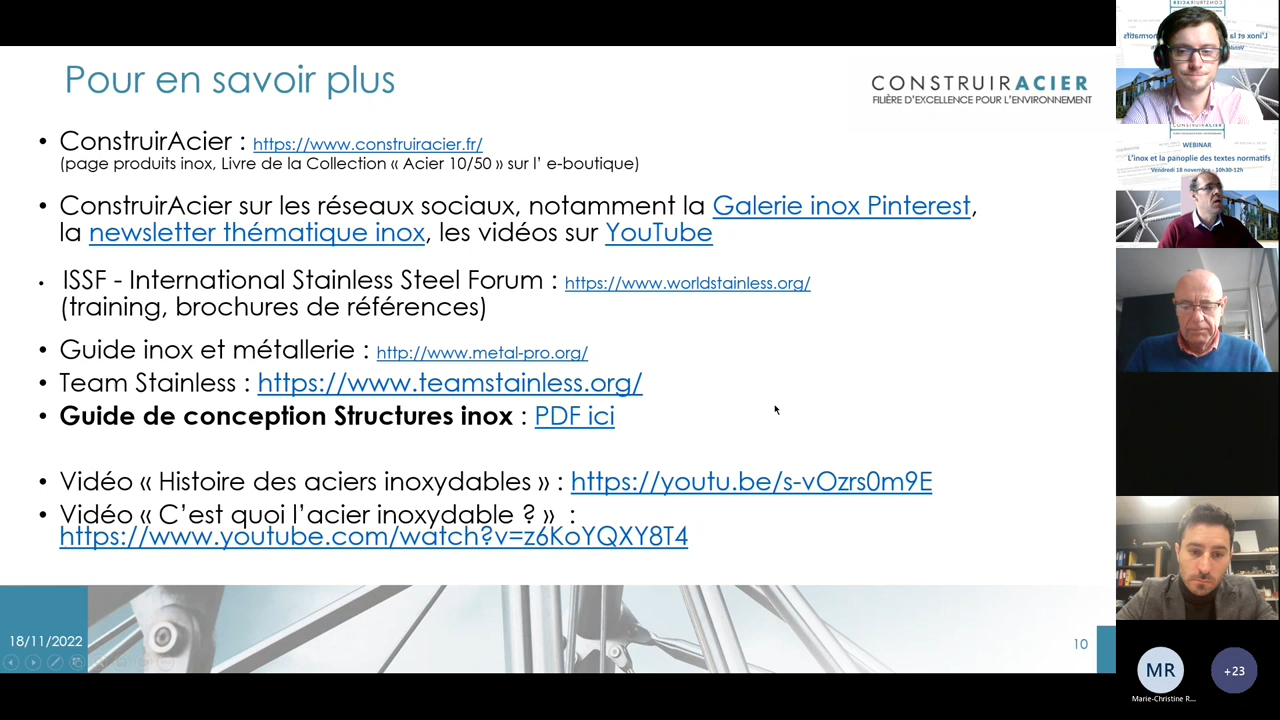 Pour en savoir plus
CONSTRUIRACIER
FILIÈRE D'EXCELLENCE POUR L'ENVIRONNEMENT
• ConstruirAcier : https://www.construiracier.fr/
(page produits inox, Livre de la Collection « Acier 10/50 » sur l' e-boutique)
• ConstruirAcier sur les réseaux sociaux, notamment la Galerie inox Pinterest,
la newsletter thématique inox, les vidéos sur YouTube
• ISSF - International Stainless Steel Forum : https://www.worldstainless.org/
(training, brochures de références)
• Guide inox et métallerie : http://www.metal-pro.org/
• Team Stainless : https://www.teamstainless.org/
• Guide de conception Structures inox : PDF ici
• Vidéo « Histoire des aciers inoxydables » : https://youtu.be/s-vOzrs0m9E
• Vidéo « C'est quoi l'acier inoxydable ? » :
https://www.youtube.com/watch?v=z6KoYQXY8T4
18/11/2022
10
CONSTRUIRACIER
WEBINAR
L'inox et la panoplie des textes normatifs
Vendredi 18 novembre - 10h30-12h
MR
Marie-Christine R...
+23